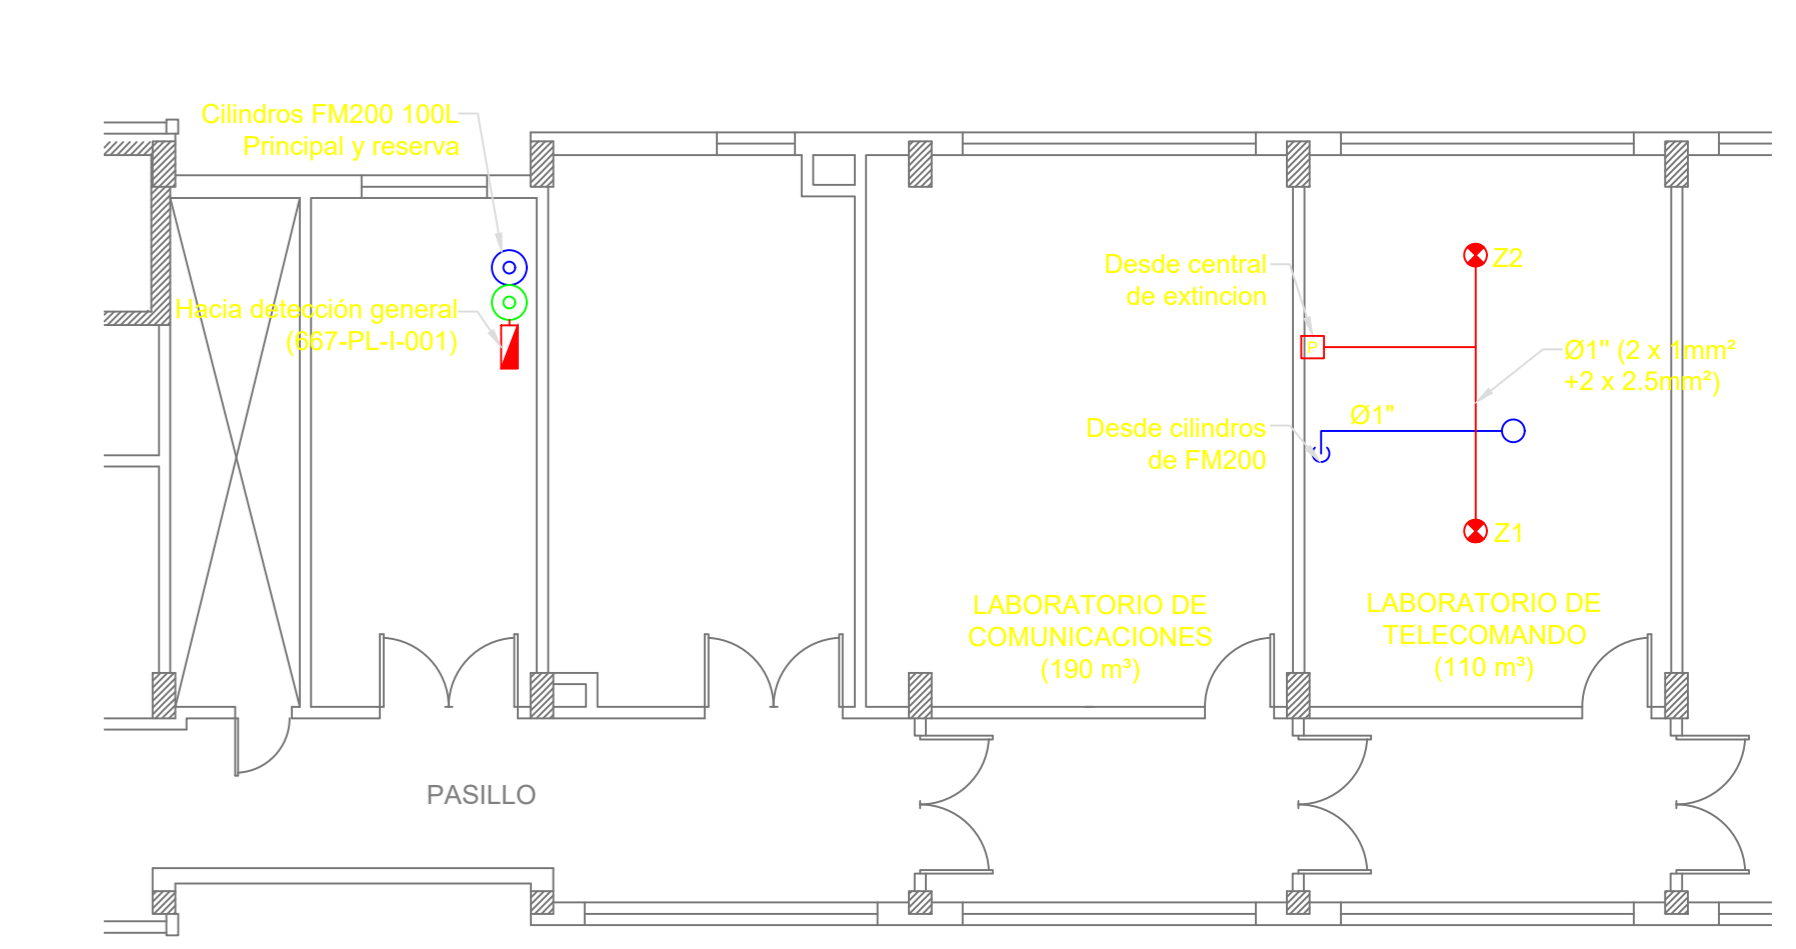 Cilindros FM200 100L
Principal y reserva
Hacia detección general
(667-PL-I-001)
Desde central
de extincion
P
Z2
Ø1" (2 x 1mm²
+2 x 2.5mm²)
Ø1"
Desde cilindros
de FM200
Z1
LABORATORIO DE
COMUNICACIONES
(190 m³)
LABORATORIO DE
TELECOMANDO
(110 m³)
PASILLO